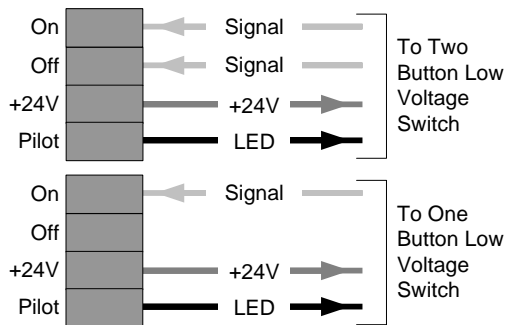 On Signal
Off Signal
+24V +24V
Pilot LED
To Two
Button Low
Voltage
Switch
On Signal
Off
+24V +24V
Pilot LED
To One
Button Low
Voltage
Switch